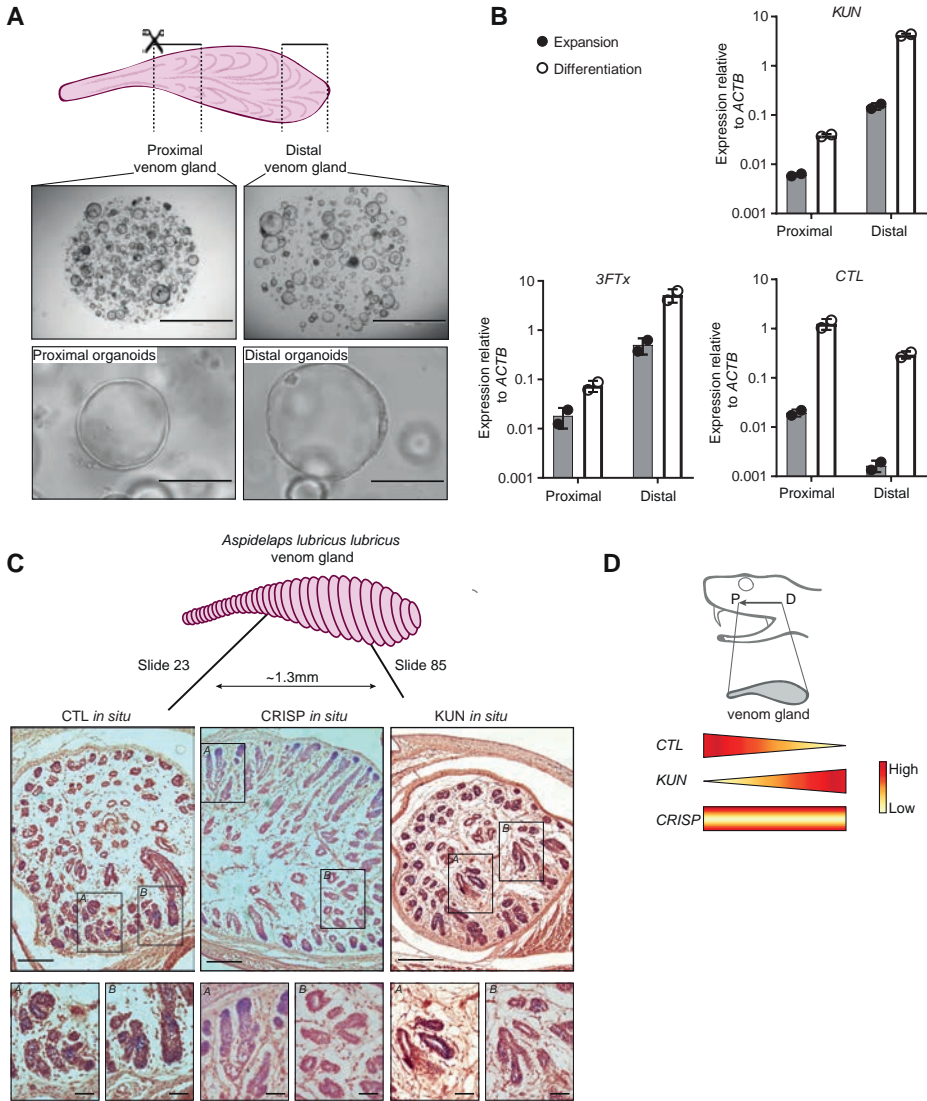 A
Proximal
venom gland
Distal
venom gland
Proximal organoids
Distal organoids
B
Expansion
Differentiation
KUN
Expression relative
to ACTB
10
1
0.1
0.01
0.001
Proximal
Distal
3FTx
Expression relative
to ACTB
10
1
0.1
0.01
0.001
Proximal
Distal
CTL
Expression relative
to ACTB
10
1
0.1
0.01
0.001
Proximal
Distal
C
Aspidelaps lubricus lubricus
venom gland
Slide 23
Slide 85
~1.3mm
CTL in situ
CRISP in situ
KUN in situ
A
B
A
B
A
B
A
B
A
B
A
B
D
P
D
venom gland
CTL
KUN
CRISP
High
Low